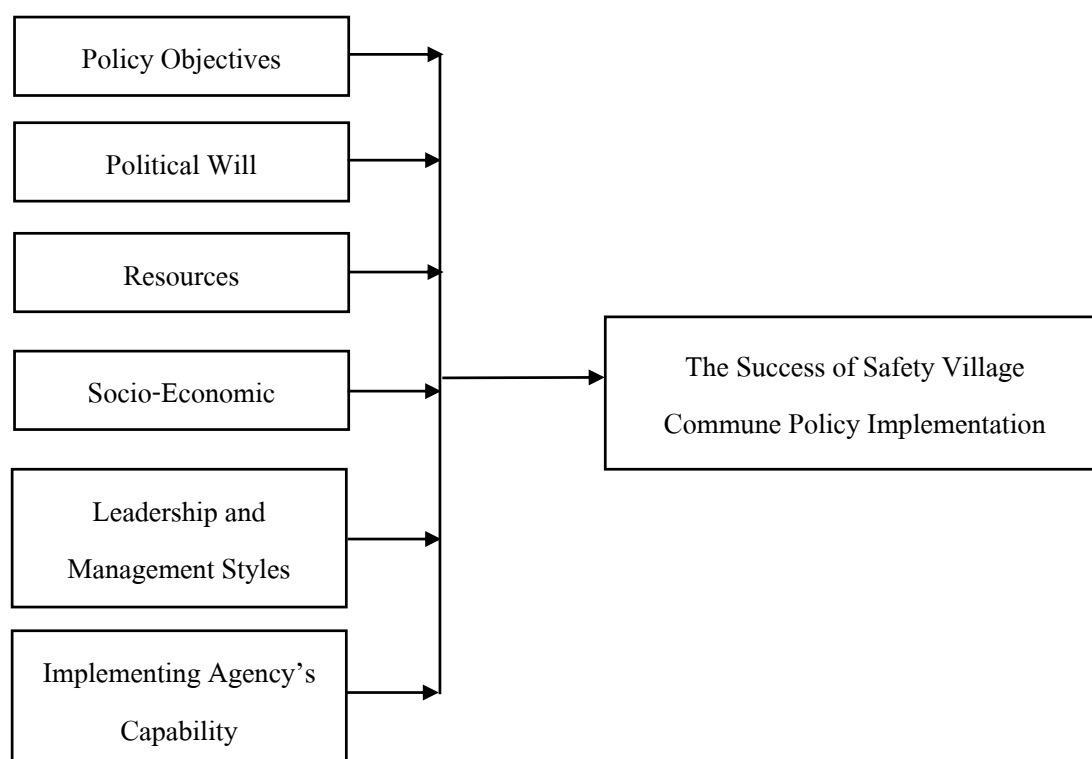 Policy Objectives
Political Will
Resources
Socio-Economic
Leadership and
Management Styles
Implementing Agency’s
Capability
The Success of Safety Village
Commune Policy Implementation